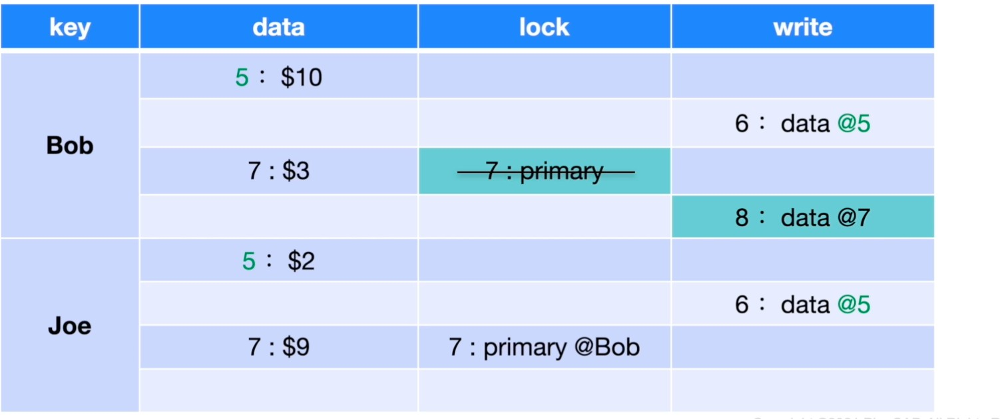 key data lock write
5： $10
6： data @5
Bob
7 : $3 7 : primary
8： data @7
5： $2
6： data @5
Joe
7 : $9 7 : primary @Bob